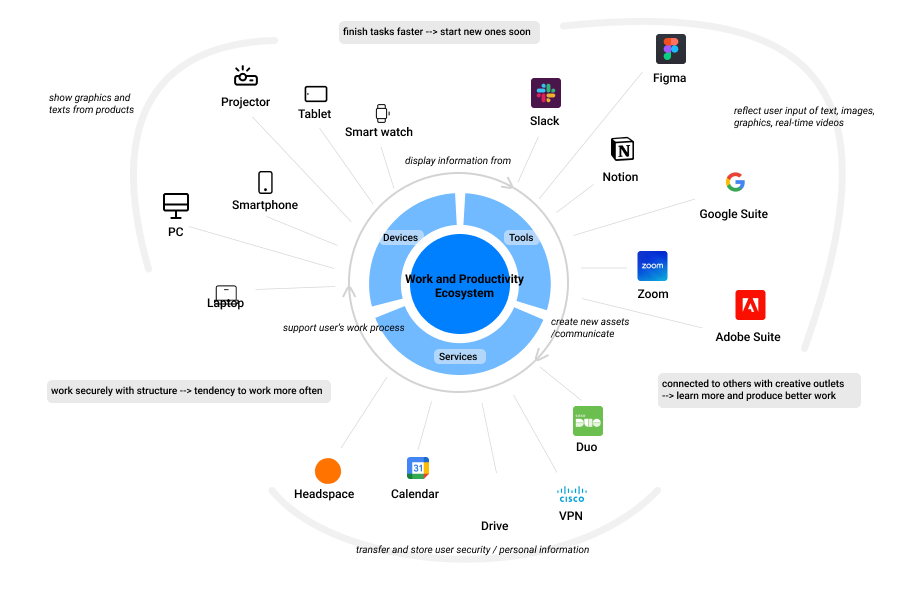 finish tasks faster --> start new ones soon
Figma
show graphics and
texts from products
Projector
Tablet
Smart watch
Slack
reflect user input of text, images,
graphics, real-time videos
display information from
Notion
Smartphone
PC
Google Suite
Devices
Tools
zoom
Zoom
Work and Productivity
Ecosystem
Laptop
support user's work process
create new assets
/communicate
Adobe Suite
Services
work securely with structure --> tendency to work more often
connected to others with creative outlets
--> learn more and produce better work
DUO
Duo
31
Headspace
Calendar
CISCO
VPN
Drive
transfer and store user security / personal information